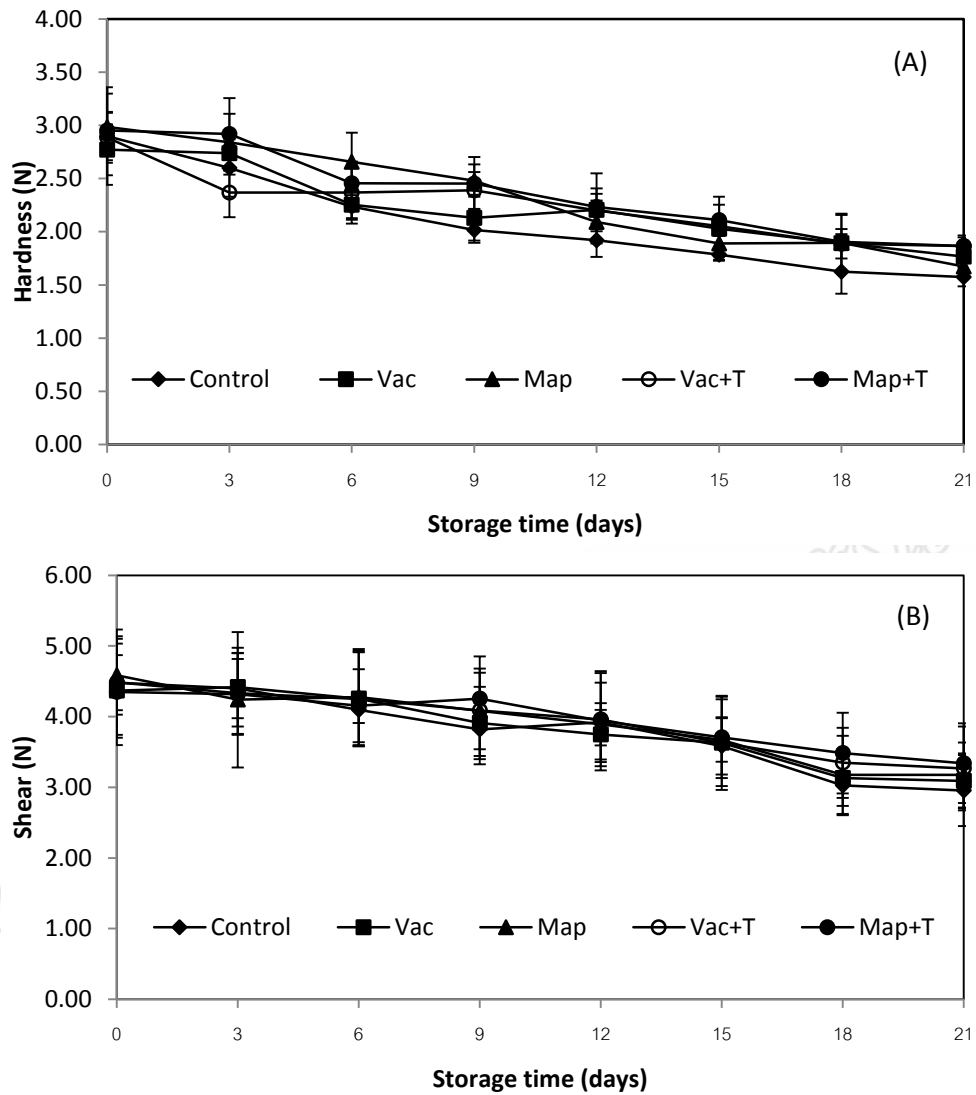 4.00
(A)
3.50
3.00
2.50
2.00
1.50
1.00
0.50
0.00
Hardness (N)
Control Vac Map Vac+T Map+T
0 3 6 9 12 15 18 21
Storage time (days)
6.00
(B)
5.00
4.00
3.00
2.00
1.00
0.00
Shear (N)
Control Vac Map Vac+T Map+T
0 3 6 9 12 15 18 21
Storage time (days)